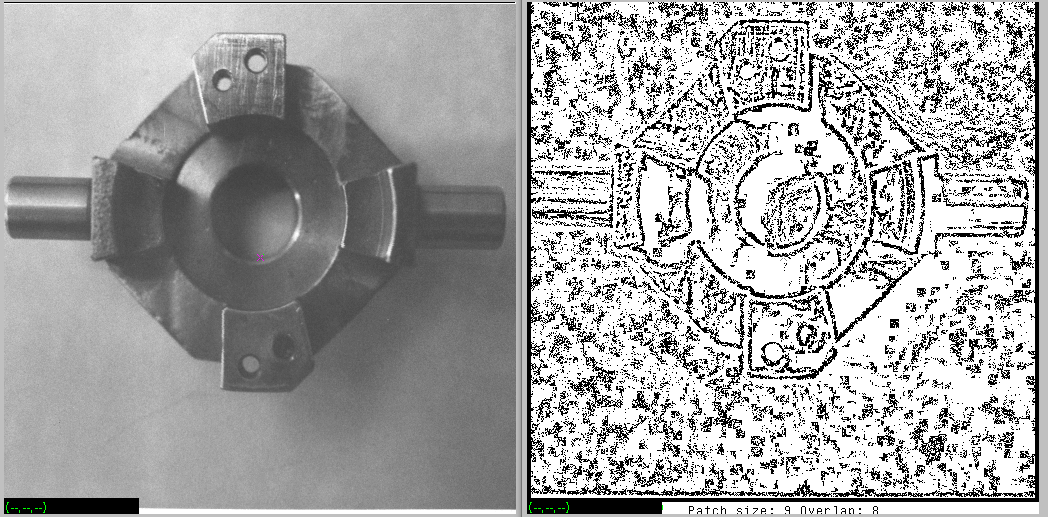 (--,--,--)
(--,--,--)
Patch size: 9 Overlap: 8